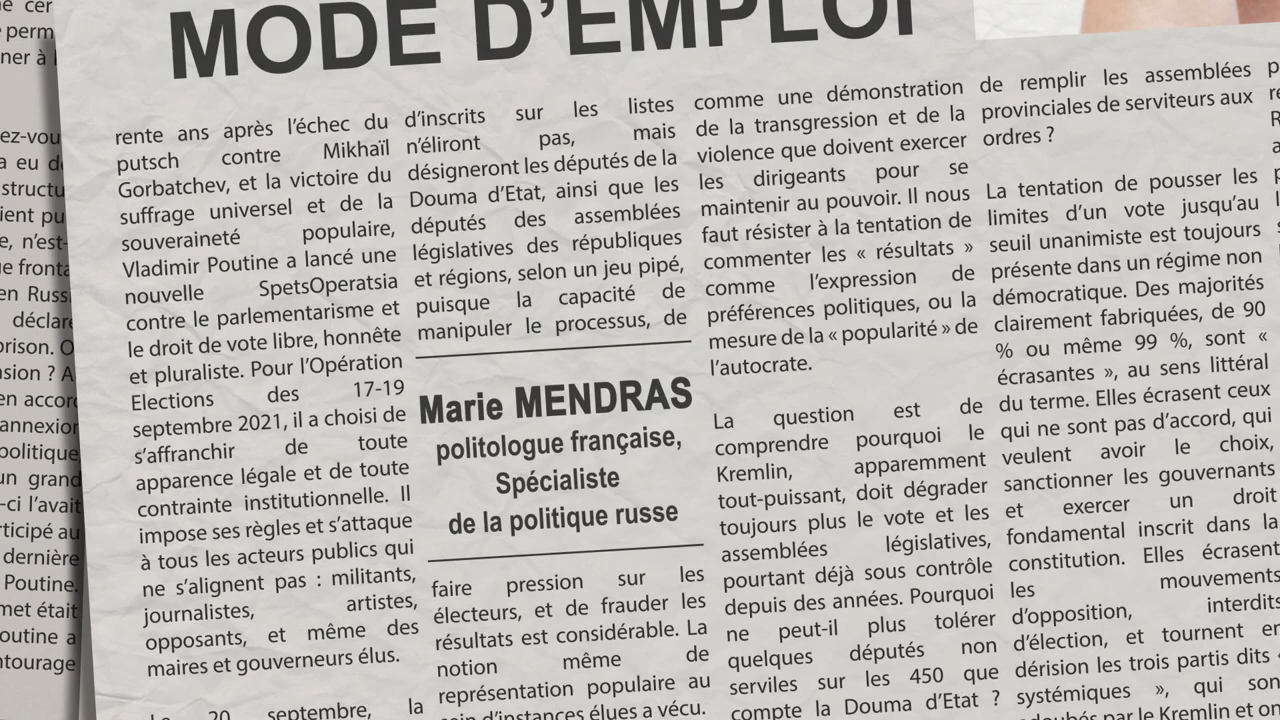 MODE D'EMPLOI
rente ans après l'échec du
putsch contre Mikhaïl
Gorbatchev, et la victoire du
suffrage universel et de la
souveraineté populaire,
Vladimir Poutine a lancé une
nouvelle SpetsOperatsia
contre le parlementarisme et
le droit de vote libre, honnête
et pluraliste. Pour l'Opération
Elections des 17-19
septembre 2021, il a choisi de
s'affranchir de toute
apparence légale et de toute
contrainte institutionnelle. Il
impose ses règles et s'attaque
à tous les acteurs publics qui
ne s'alignent pas : militants,
journalistes, artistes,
opposants, et même des
maires et gouverneurs élus.
20 septembre, la
d'inscrits sur les listes
n'éliront pas, mais
désigneront les députés de la
Douma d'Etat, ainsi que les
députés des assemblées
législatives des républiques
et régions, selon un jeu pipé,
puisque la capacité de
manipuler le processus, de
Marie MENDRAS
politologue française,
Spécialiste
de la politique russe
faire pression sur les
électeurs, et de frauder les
résultats est considérable. La
notion même de
représentation populaire au
sein d'instances élues a vécu.
comme une démonstration
de la transgression et de la
violence que doivent exercer
les dirigeants pour se
maintenir au pouvoir. Il nous
faut résister à la tentation de
commenter les « résultats »
comme l'expression de
préférences politiques, ou la
mesure de la « popularité » de
l'autocrate.
La question est de
comprendre pourquoi le
Kremlin, apparemment
tout-puissant, doit dégrader
toujours plus le vote et les
assemblées législatives,
pourtant déjà sous contrôle
depuis des années. Pourquoi
ne peut-il plus tolérer
quelques députés non
serviles sur les 450 que
compte la Douma d'Etat ?
de remplir les assemblées
provinciales de serviteurs aux
ordres ?
La tentation de pousser les
limites d'un vote jusqu'au
seuil unanimiste est toujours
présente dans un régime non
démocratique. Des majorités
clairement fabriquées, de 90
% ou même 99 %, sont «
écrasantes », au sens littéral
du terme. Elles écrasent ceux
qui ne sont pas d'accord, qui
veulent avoir le choix,
sanctionner les gouvernants
et exercer un droit
fondamental inscrit dans la
constitution. Elles écrasent
les mouvements
d'opposition, interdits
d'élection, et tournent en
dérision les trois partis dits
systémiques », qui
par le Kremlin et